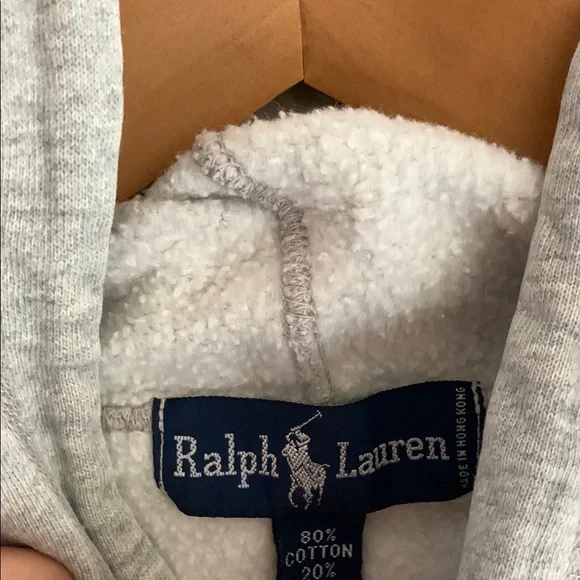 Ralph Lauren
MADE IN HONG KONG
80%
COTTON
20%